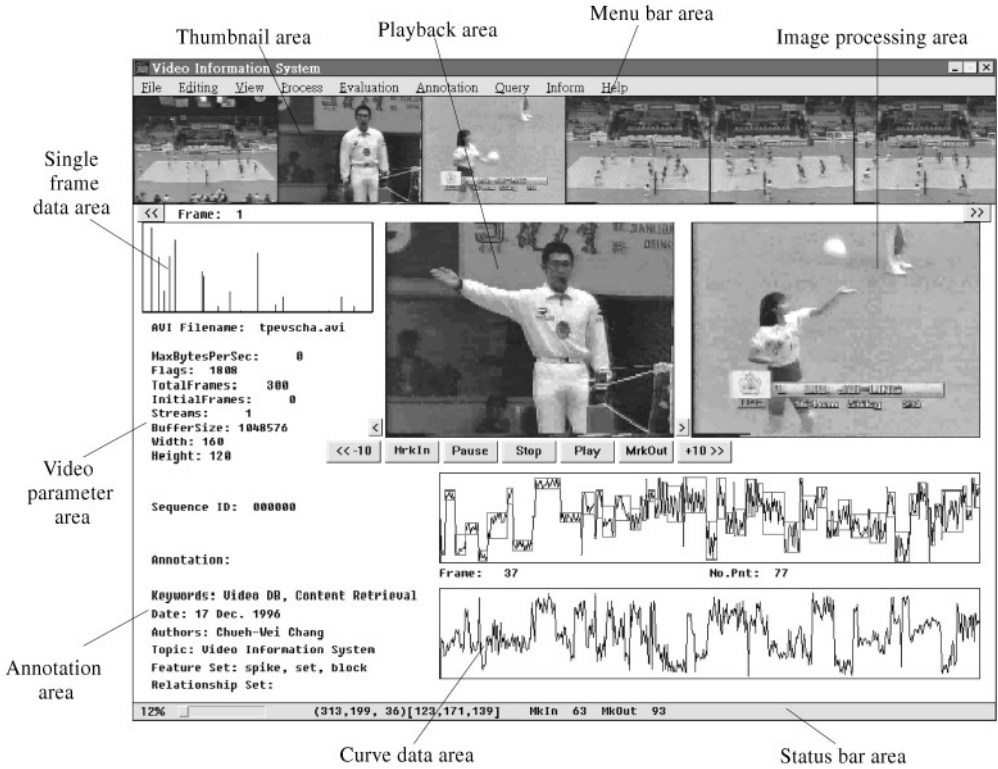 Menu bar area
Thumbnail area
Playback area
Image processing area
Video Information System
File Editing View Process Evaluation Annotation Query Inform Help
Single
frame
data area
<< Frame: 1 >>
AVI Filename: tpevscha.avi
MaxBytesPerSec: 0
Flags: 1808
TotalFrames: 300
InitialFrames: 0
Streams: 1
BufferSize: 1048576
Width: 160
Height: 120
< >
<< -10 MrkIn Pause Stop Play MrkOut +10 >>
Video
parameter
area
Sequence ID: 000000
Annotation:
Frame: 37 No.Pnt: 77
Keywords: Video DB, Content Retrieval
Date: 17 Dec. 1996
Authors: Chueh-Wei Chang
Topic: Video Information System
Feature Set: spike, set, block
Relationship Set:
Annotation
area
12% (313,199, 36)[123,171,139] MkIn 63 MkOut 93
Curve data area
Status bar area